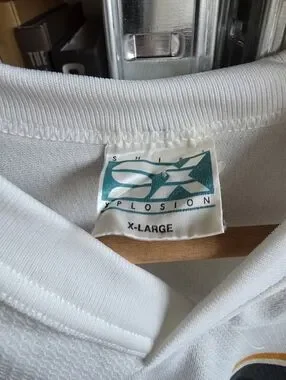 SHIRT
SX
XPLOSION
X-LARGE